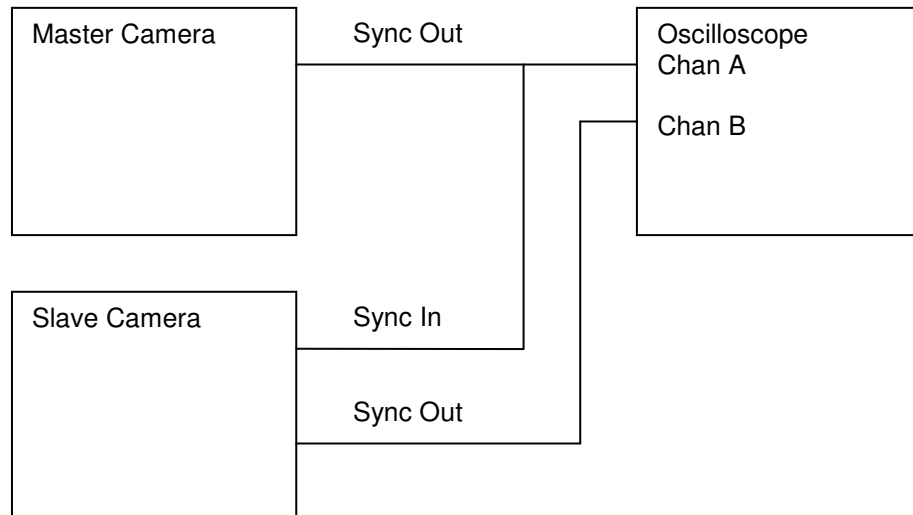 Master Camera
Sync Out
Oscilloscope
Chan A
Chan B
Slave Camera
Sync In
Sync Out